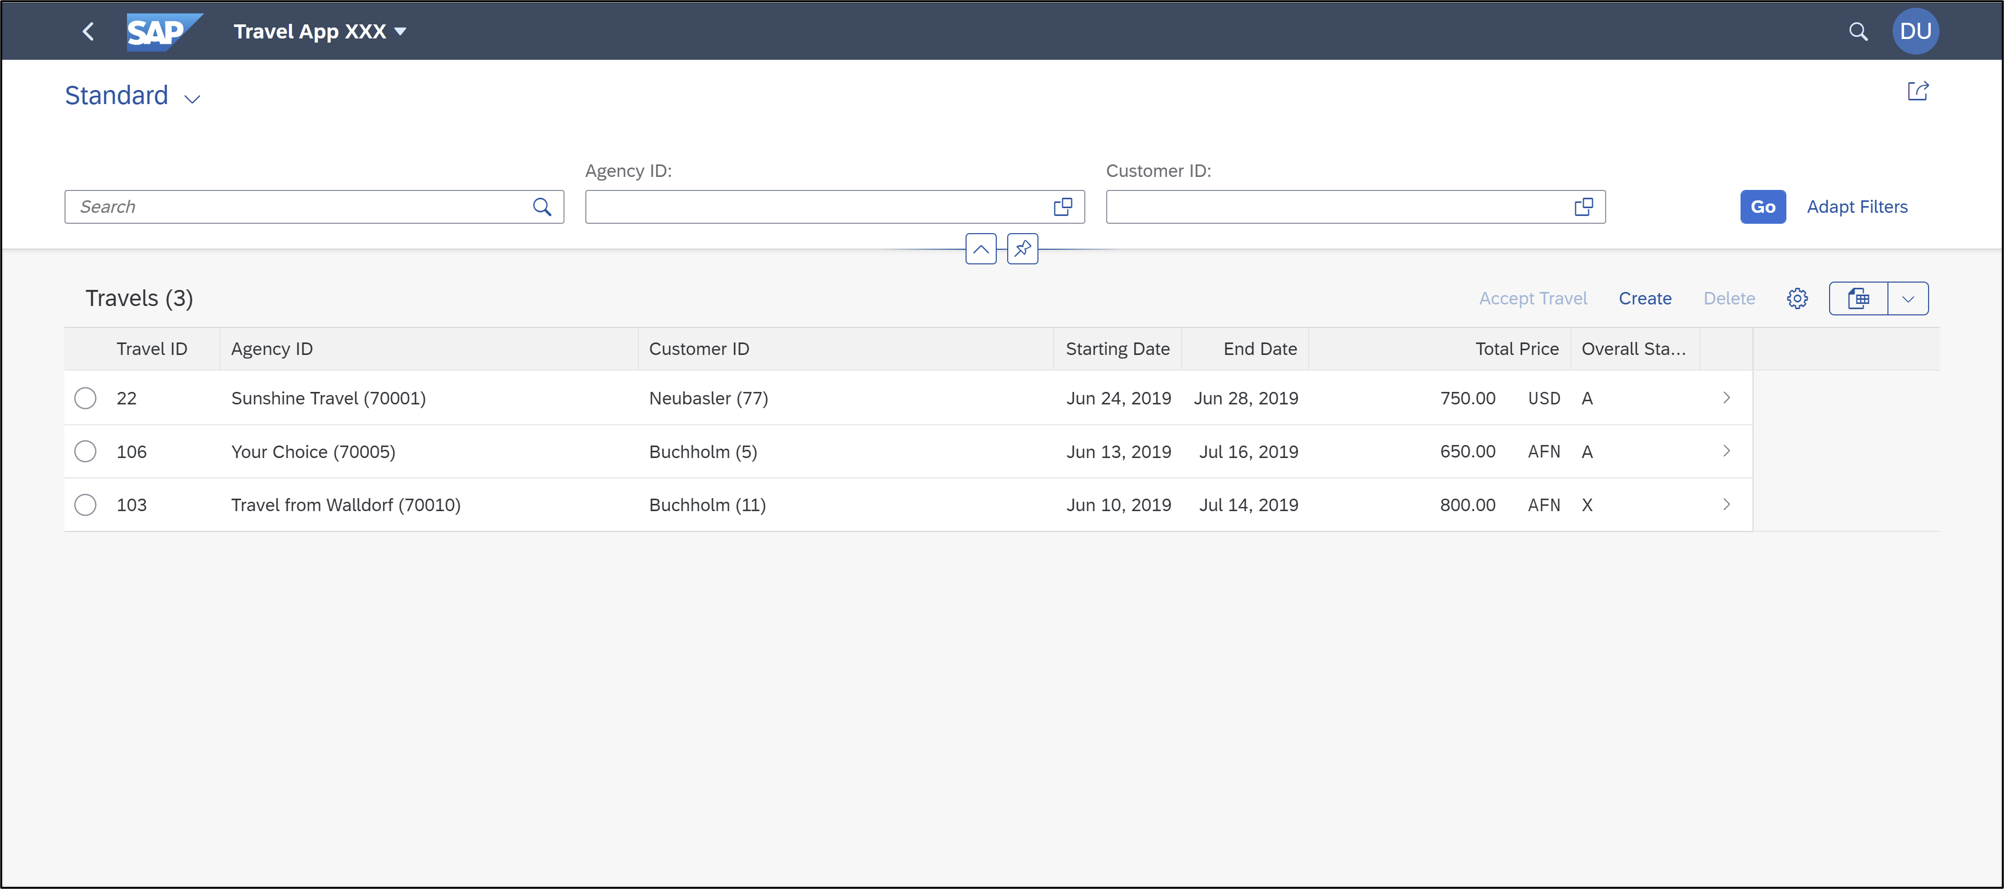 SAP Travel App XXX DU
Standard
Agency ID: Customer ID:
Search Go Adapt Filters
Travels (3) Accept Travel Create Delete
Travel ID Agency ID Customer ID Starting Date End Date Total Price Overall Sta...
22 Sunshine Travel (70001) Neubasler (77) Jun 24, 2019 Jun 28, 2019 750.00 USD A
106 Your Choice (70005) Buchholm (5) Jun 13, 2019 Jul 16, 2019 650.00 AFN A
103 Travel from Walldorf (70010) Buchholm (11) Jun 10, 2019 Jul 14, 2019 800.00 AFN X